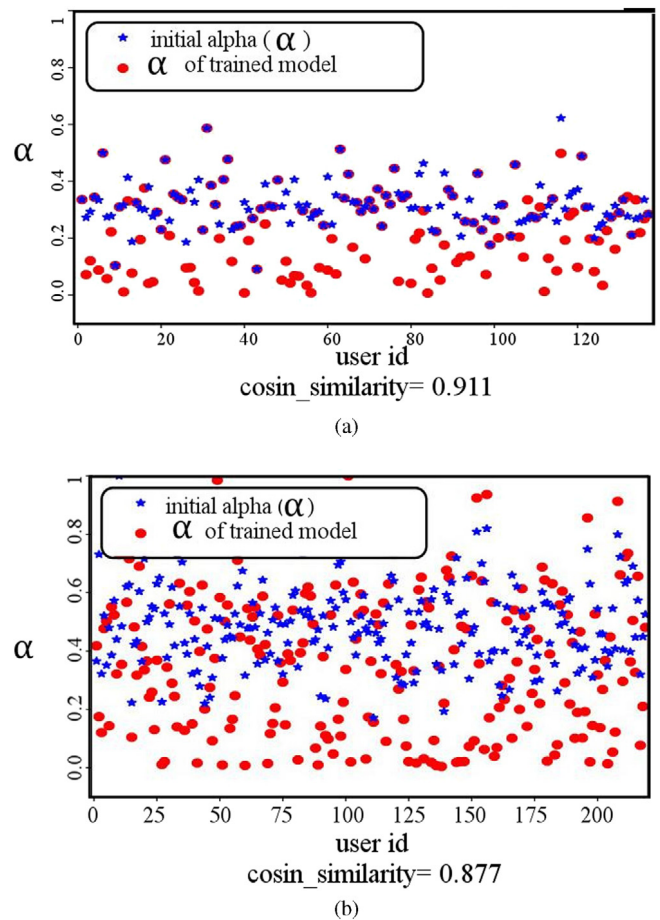 1
initial alpha (α)
α of trained model
0.8
0.6
α
0.4
0.2
0.0
0 20 40 60 80 100 120
user id
cosin_similarity= 0.911
(a)
1
initial alpha (α)
α of trained model
0.8
0.6
α
0.4
0.2
0.0
0 25 50 75 100 125 150 175 200
user id
cosin_similarity= 0.877
(b)